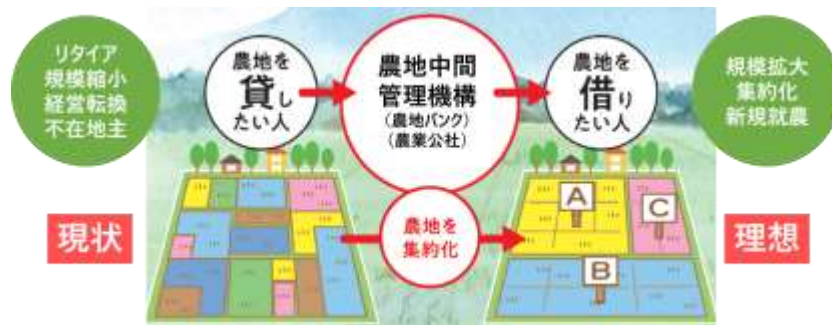 リタイア
規模縮小
経営転換
不在地主
農地を
貸し
たい人
農地中間
管理機構
(農地バンク)
(農業公社)
農地を
借り
たい人
規模拡大
集約化
新規就農
現状
農地を
集約化
A
C
B
理想